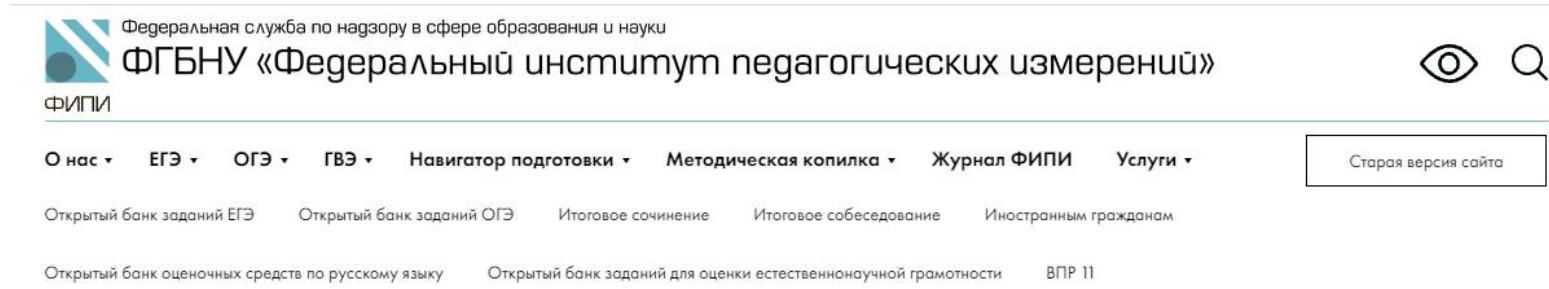 Федеральная служба по надзору в сфере образования и науки
ФГБНУ «Федеральный институт педагогических измерений»
ФИПИ
О нас ЕГЭ ОГЭ ГВЭ Навигатор подготовки Методическая копилка Журнал ФИПИ Услуги Старая версия сайта
Открытый банк заданий ЕГЭ Открытый банк заданий ОГЭ Итоговое сочинение Итоговое собеседование Иностранным гражданам
Открытый банк оценочных средств по русскому языку Открытый банк заданий для оценки естественнонаучной грамотности ВПР 11